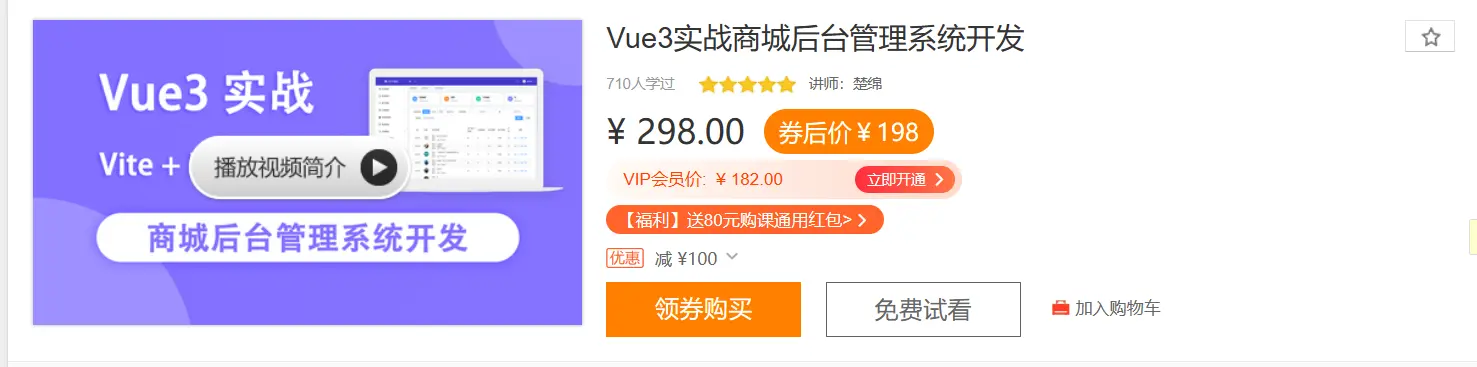 Vue3 实战
Vite +
播放视频简介
商城后台管理系统开发
Vue3实战商城后台管理系统开发
710人学过 讲师：楚绵
¥ 298.00 券后价¥198
VIP会员价: ¥ 182.00 立即开通
【福利】送80元购课通用红包>
优惠 减 ¥100
领券购买 免费试看 加入购物车